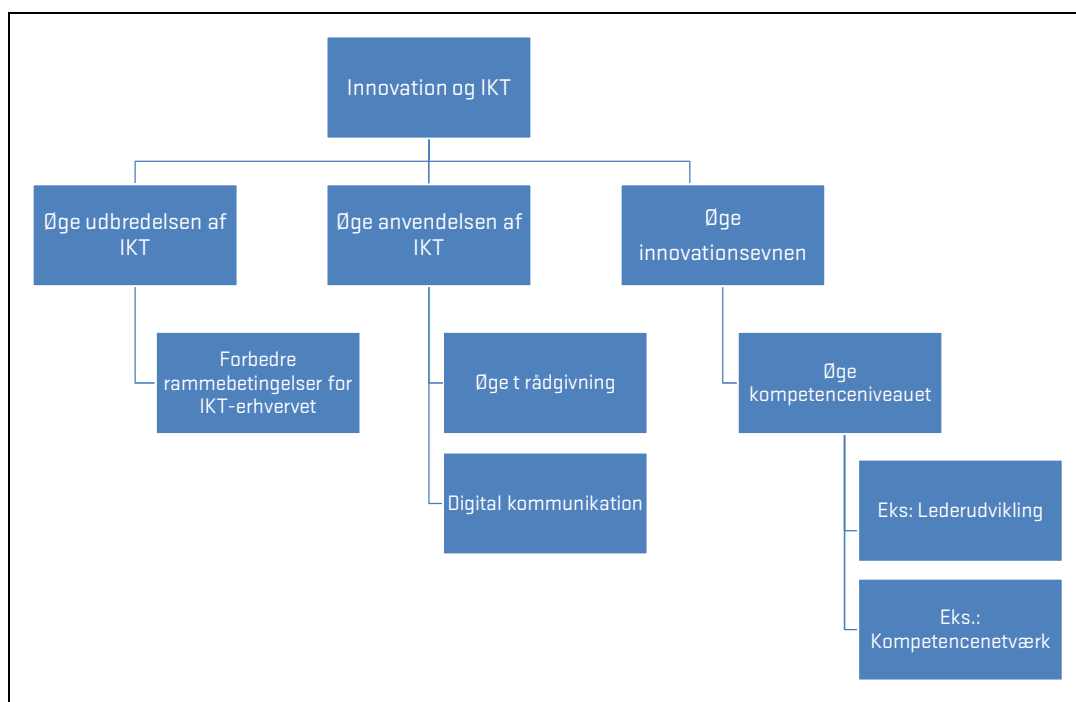 Innovation og IKT
Øge udbredelsen af
IKT
Øge anvendelsen af
IKT
Øge
innovationsevnen
Forbedre
rammebetingelser for
IKT-erhvervet
Øge t rådgivning
Øge
kompetenceniveauet
Digital kommunikation
Eks: Lederudvikling
Eks.:
Kompetencenetværk